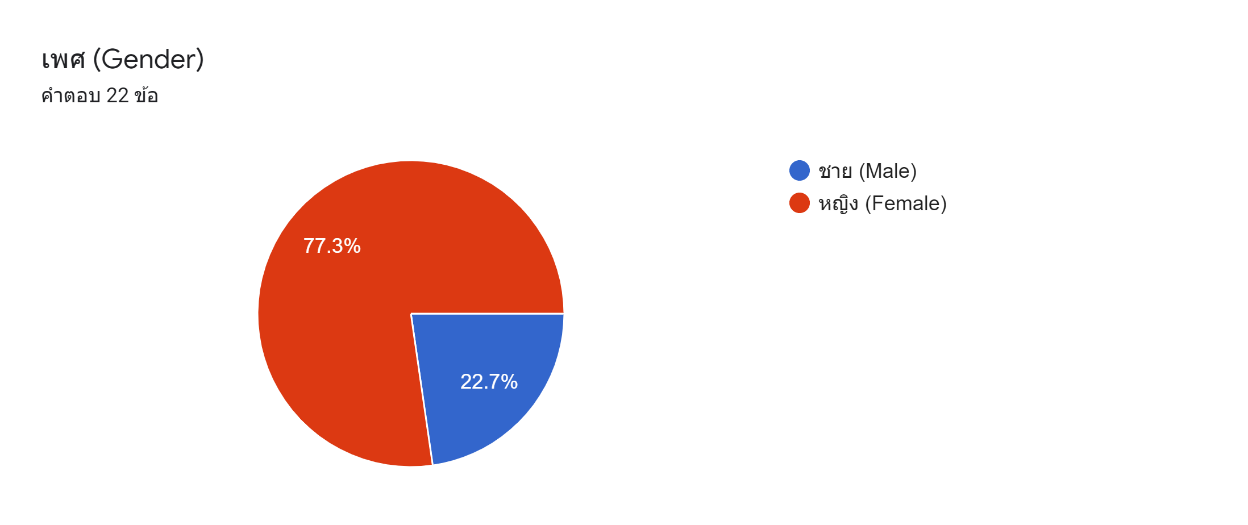 เพศ (Gender)
คำตอบ 22 ข้อ
ชาย (Male)
หญิง (Female)
77.3%
22.7%